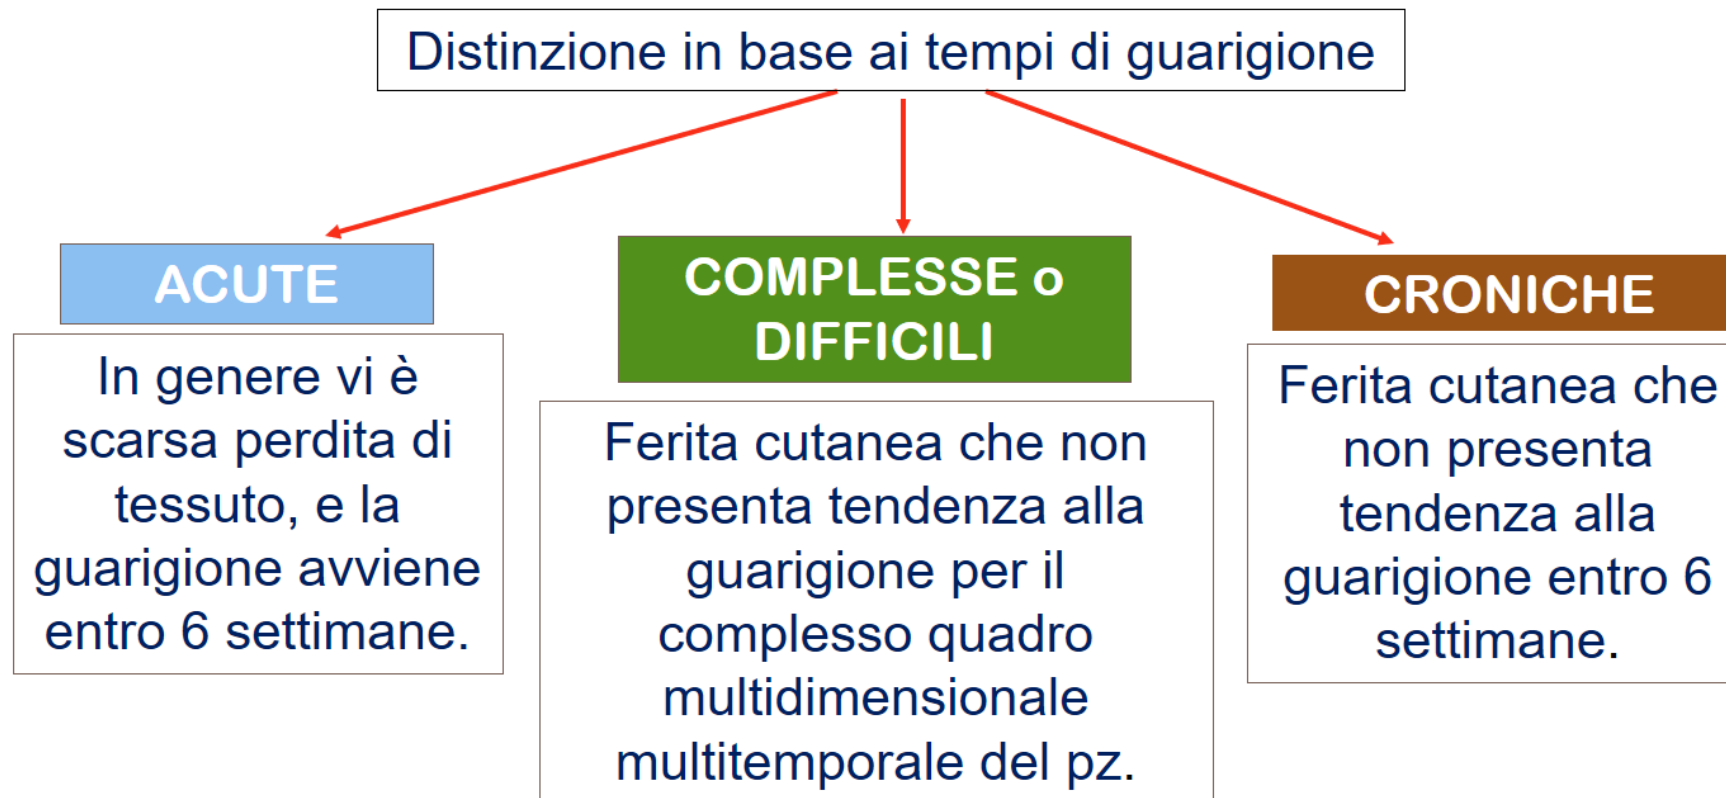 Distinzione in base ai tempi di guarigione
ACUTE
In genere vi è
scarsa perdita di
tessuto, e la
guarigione avviene
entro 6 settimane.
COMPLESSE o
DIFFICILI
Ferita cutanea che non
presenta tendenza alla
guarigione per il
complesso quadro
multidimensionale
multitemporale del pz.
CRONICHE
Ferita cutanea che
non presenta
tendenza alla
guarigione entro 6
settimane.